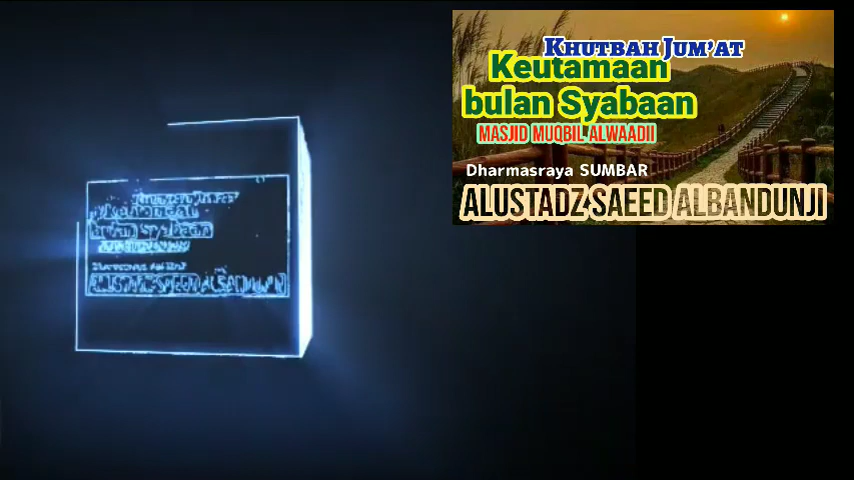 KHUTBAH JUM'AT
Keutamaan
bulan Syabaan
MASJID MUQBIL ALWAADII
Dharmasraya SUMBAR
ALUSTADZ SAEED ALBANDUNJI